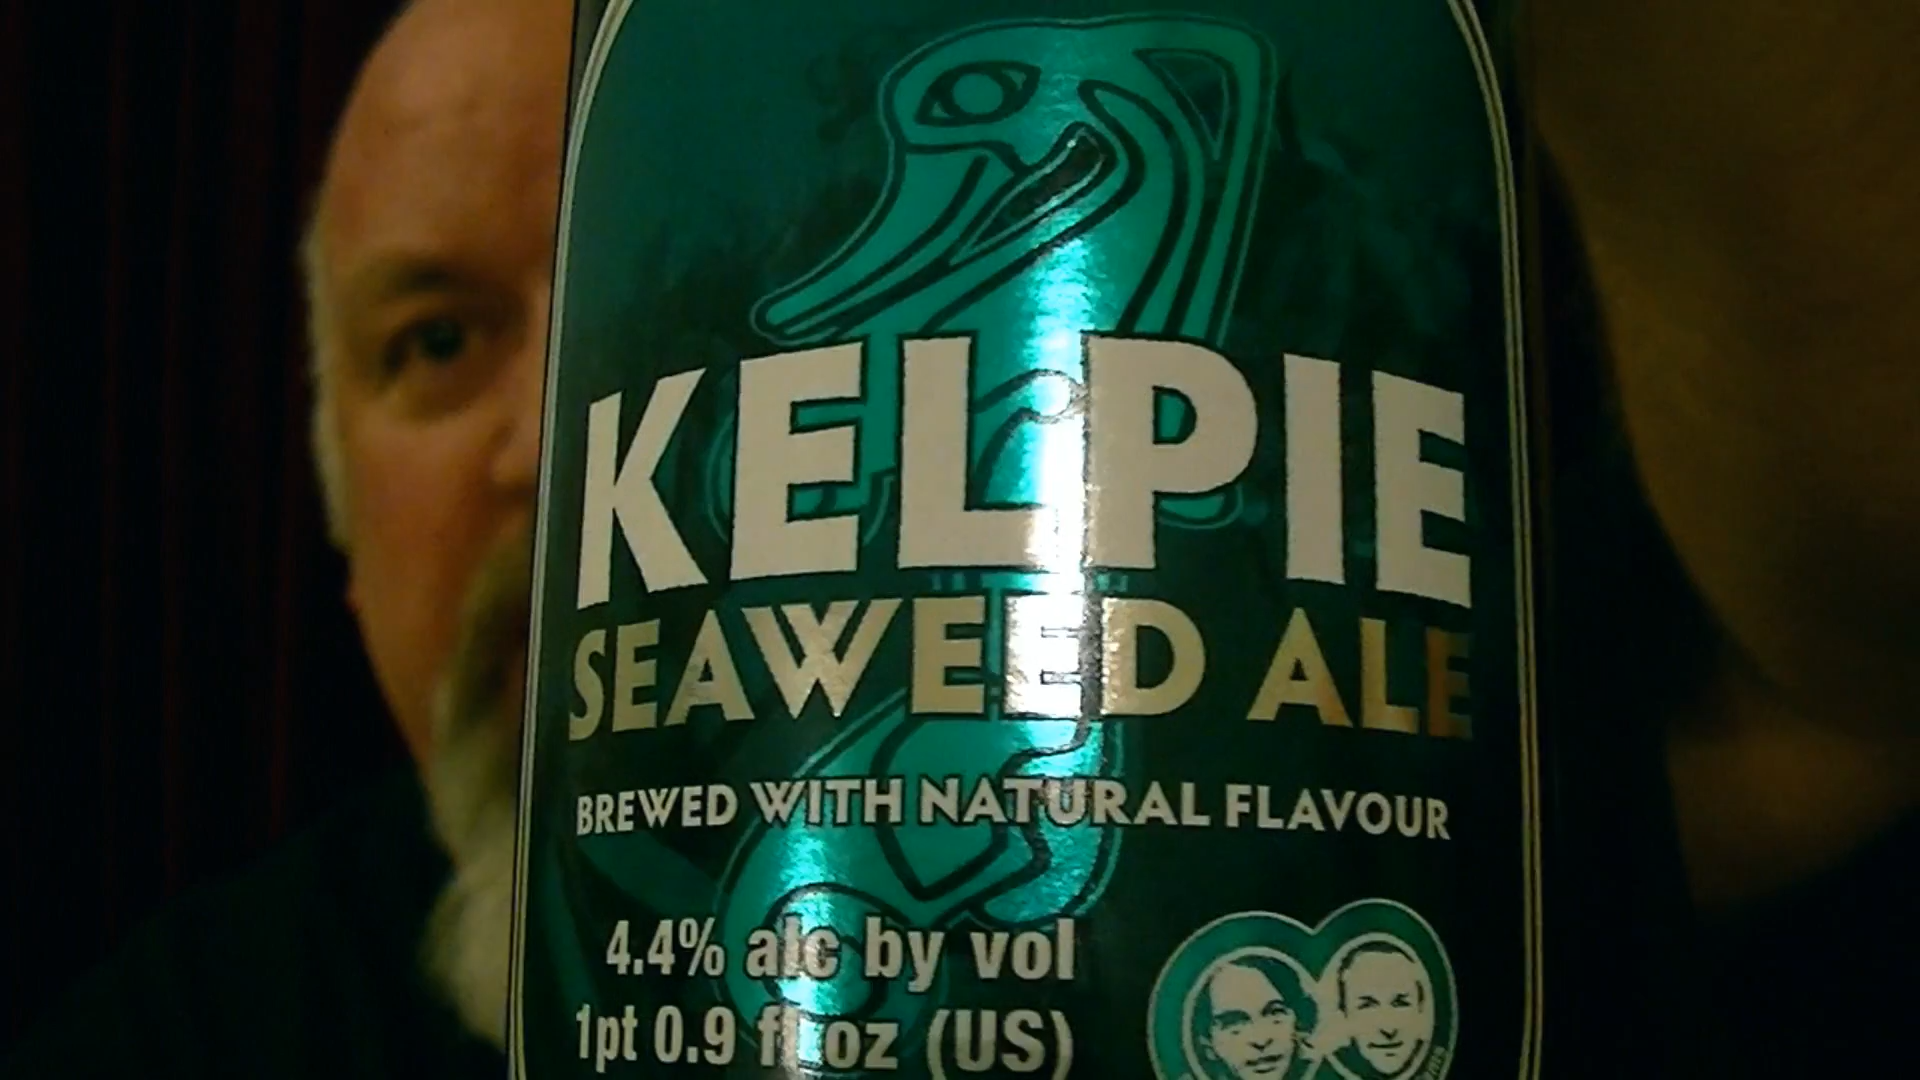 KELPIE
SEAWEED ALE
BREWED WITH NATURAL FLAVOUR
4.4% alc by vol
1pt 0.9 fl oz (US)